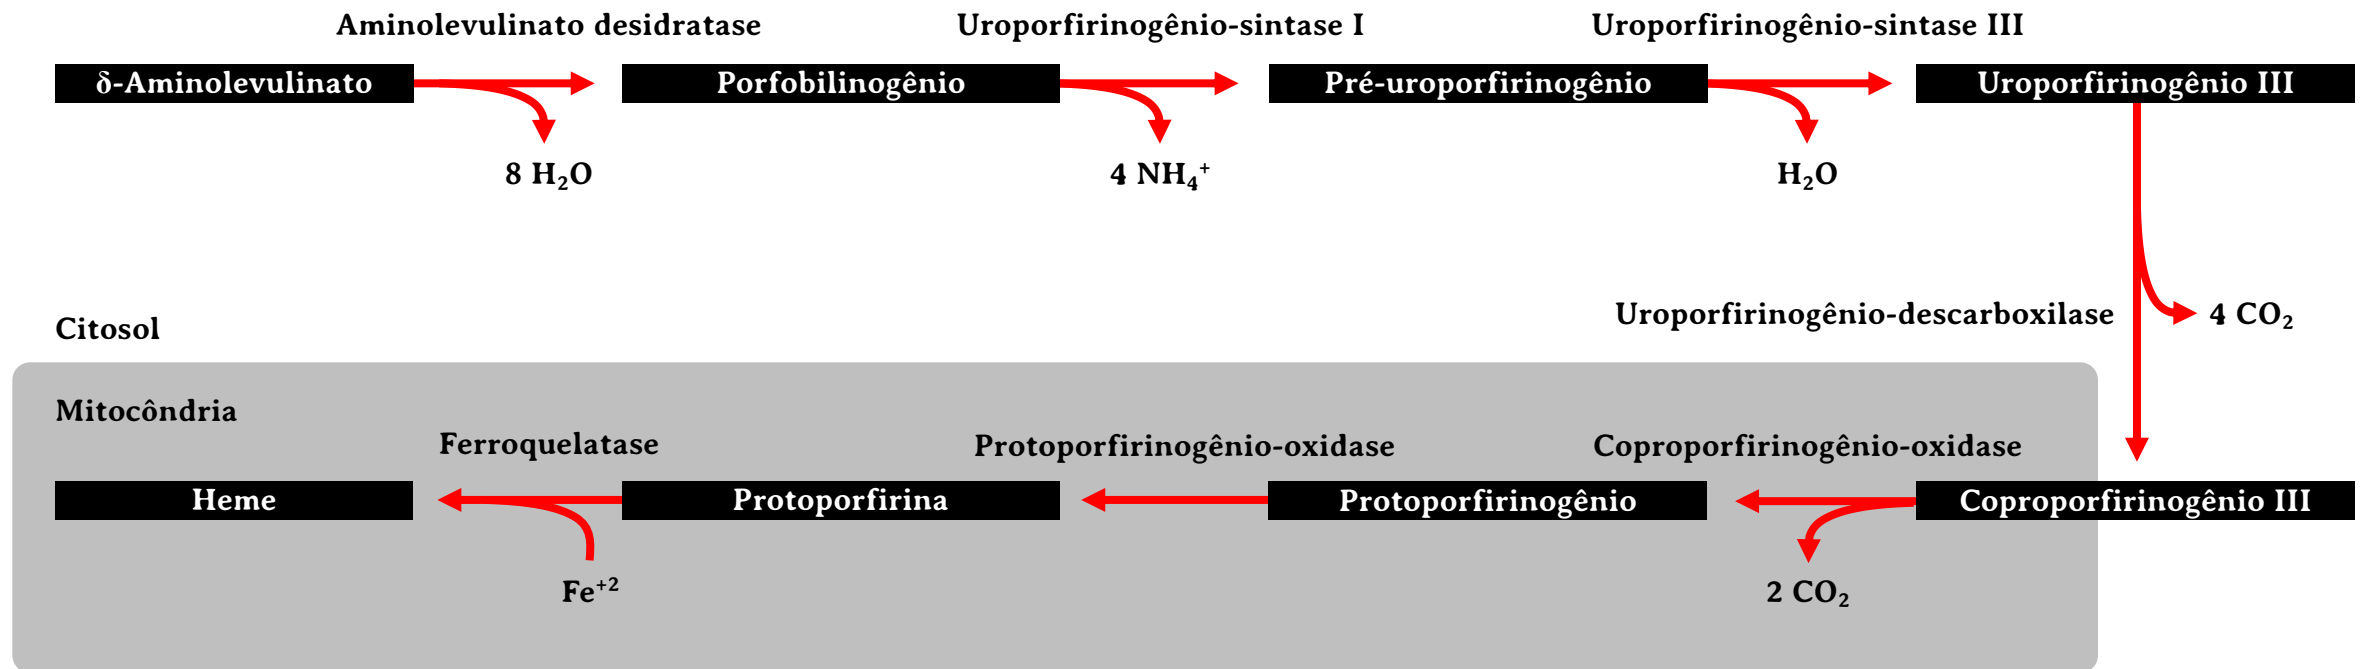 Aminolevulinato desidratase
Uroporfirinogênio-sintase I
Uroporfirinogênio-sintase III
δ-Aminolevulinato
Porfobilinogênio
Pré-uroporfirinogênio
Uroporfirinogênio III
8 H₂O
4 NH₄⁺
H₂O
Uroporfirinogênio-descarboxilase
4 CO₂
Citosol
Mitocôndria
Ferroquelatase
Protoporfirinogênio-oxidase
Coproporfirinogênio-oxidase
Heme
Protoporfirina
Protoporfirinogênio
Coproporfirinogênio III
Fe⁺²
2 CO₂